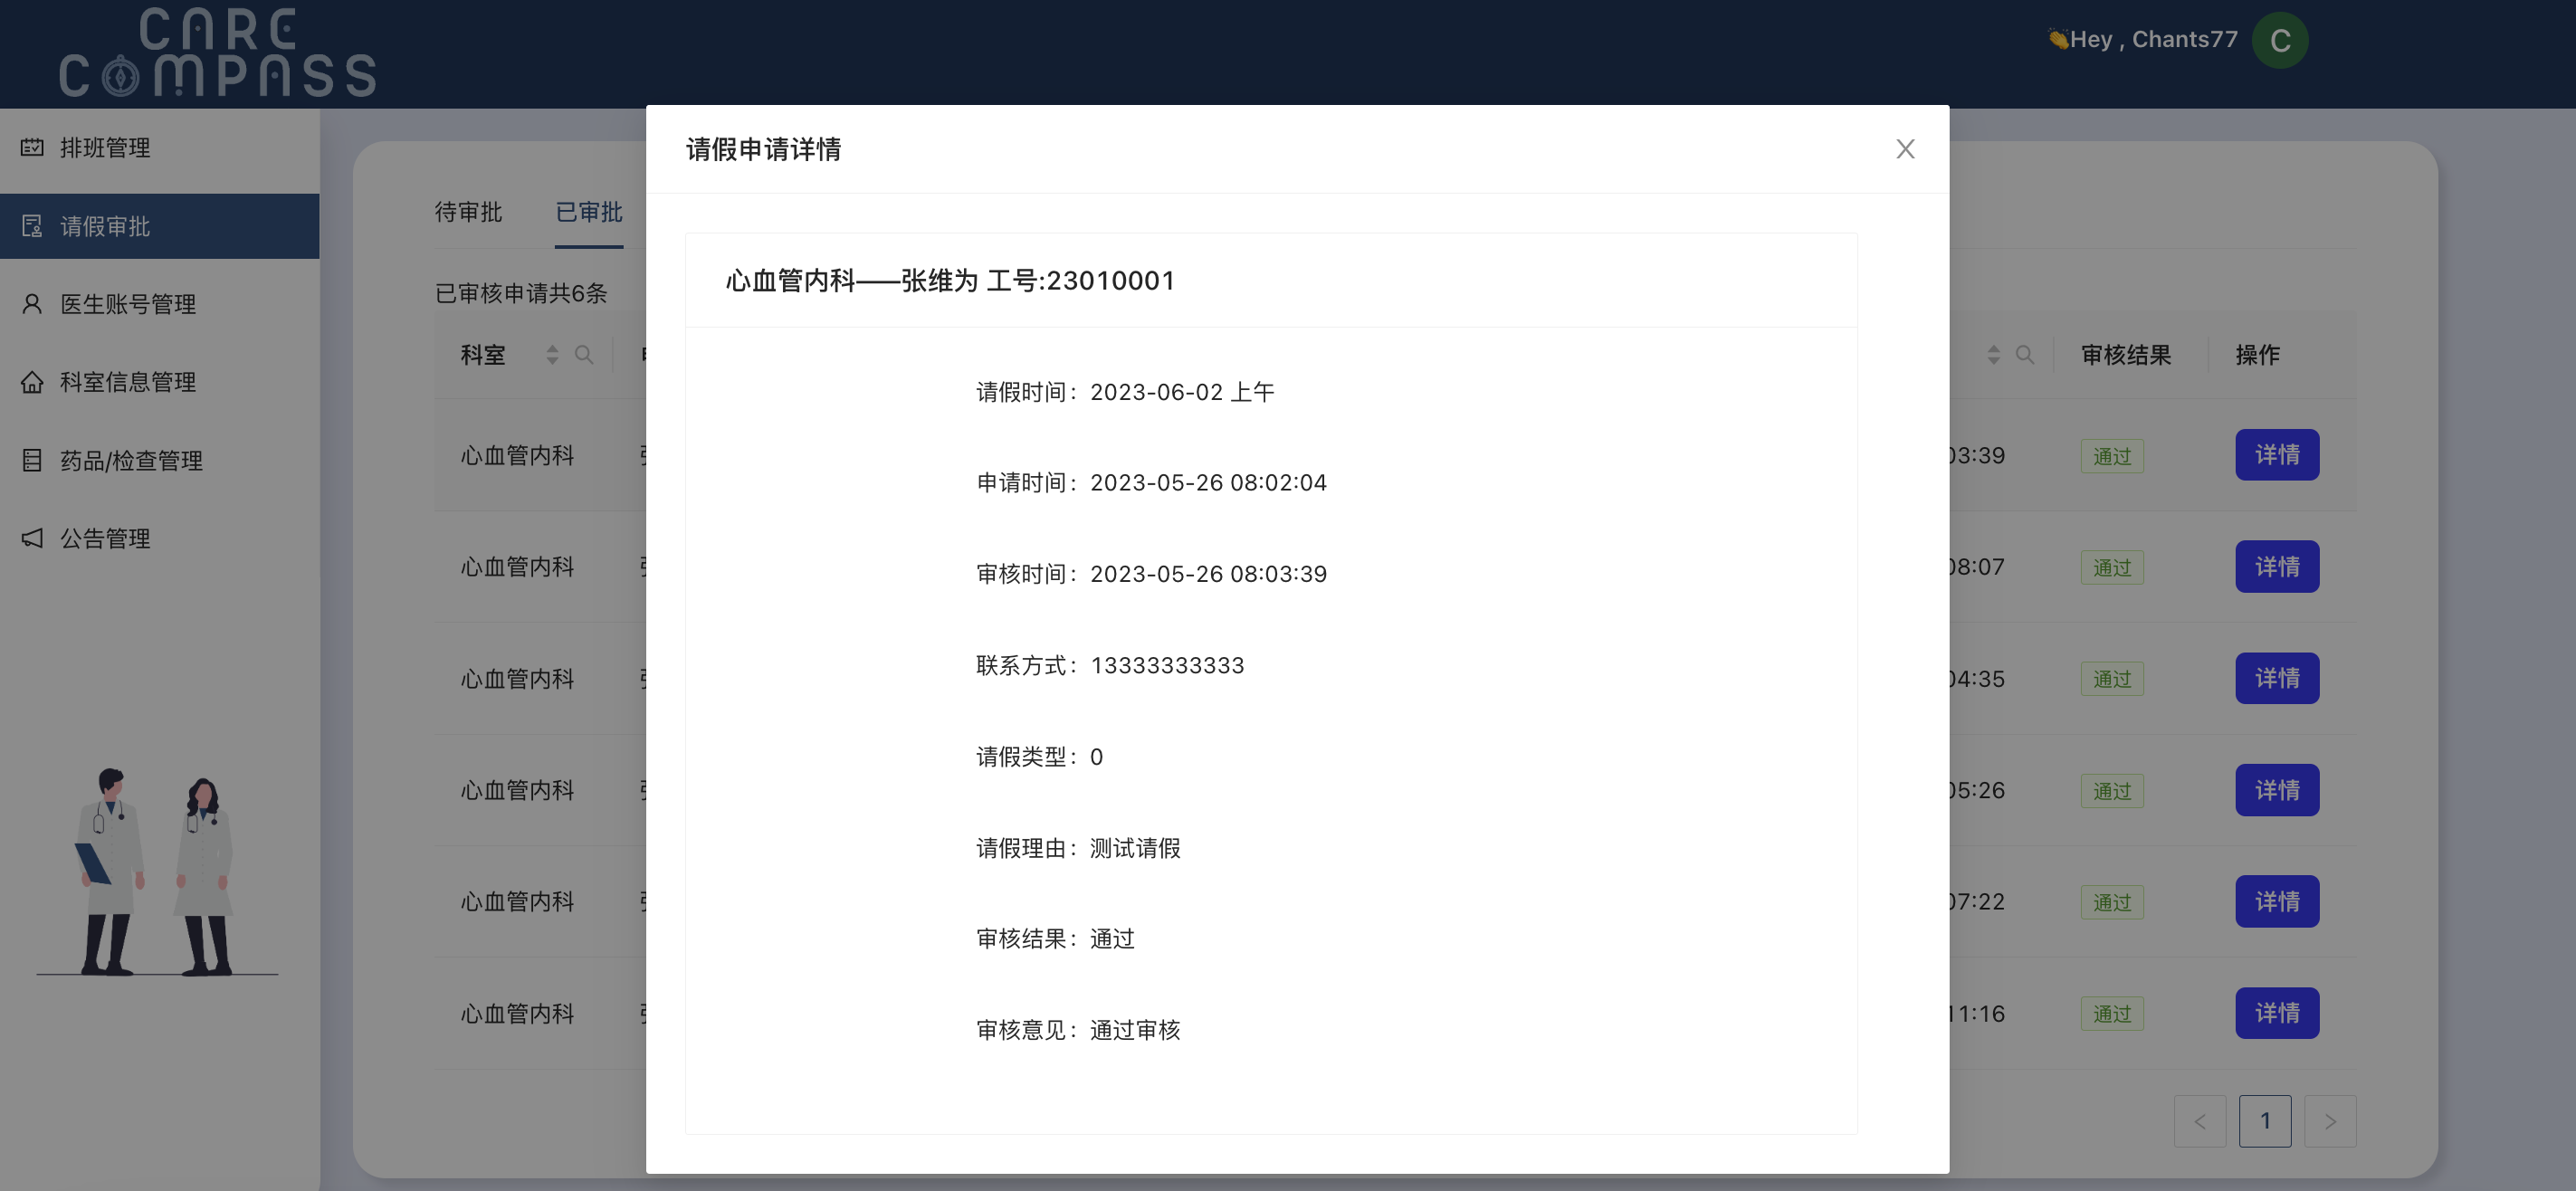 CARE
COMPASS
👏Hey , Chants77
C
排班管理
请假审批
医生账号管理
科室信息管理
药品/检查管理
公告管理
待审批 已审批
已审核申请共6条
科室 审核结果 操作
心血管内科 03:39 通过 详情
心血管内科 08:07 通过 详情
心血管内科 04:35 通过 详情
心血管内科 05:26 通过 详情
心血管内科 07:22 通过 详情
心血管内科 11:16 通过 详情
< 1 >
请假申请详情
心血管内科——张维为 工号:23010001
请假时间: 2023-06-02 上午
申请时间: 2023-05-26 08:02:04
审核时间: 2023-05-26 08:03:39
联系方式: 13333333333
请假类型: 0
请假理由: 测试请假
审核结果: 通过
审核意见: 通过审核